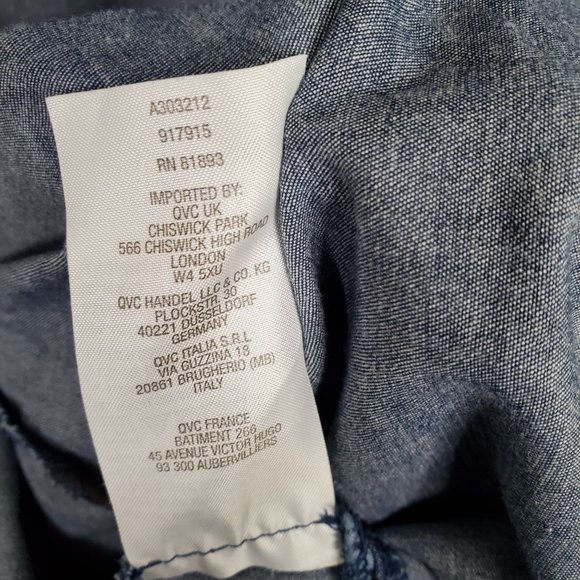 A303212
917915
RN 81893
IMPORTED BY:
QVC UK
CHISWICK PARK
566 CHISWICK HIGH ROAD
LONDON
W4 5XU
QVC HANDEL LLC & CO. KG
PLOCKSTR. 30
40221 DUSSELDORF
GERMANY
QVC ITALIA S.R.L
VIA GUZZINA 18
20861 BRUGHERIO (MB)
ITALY
QVC FRANCE
BATIMENT 266
45 AVENUE VICTOR HUGO
93 300 AUBERVILLIERS